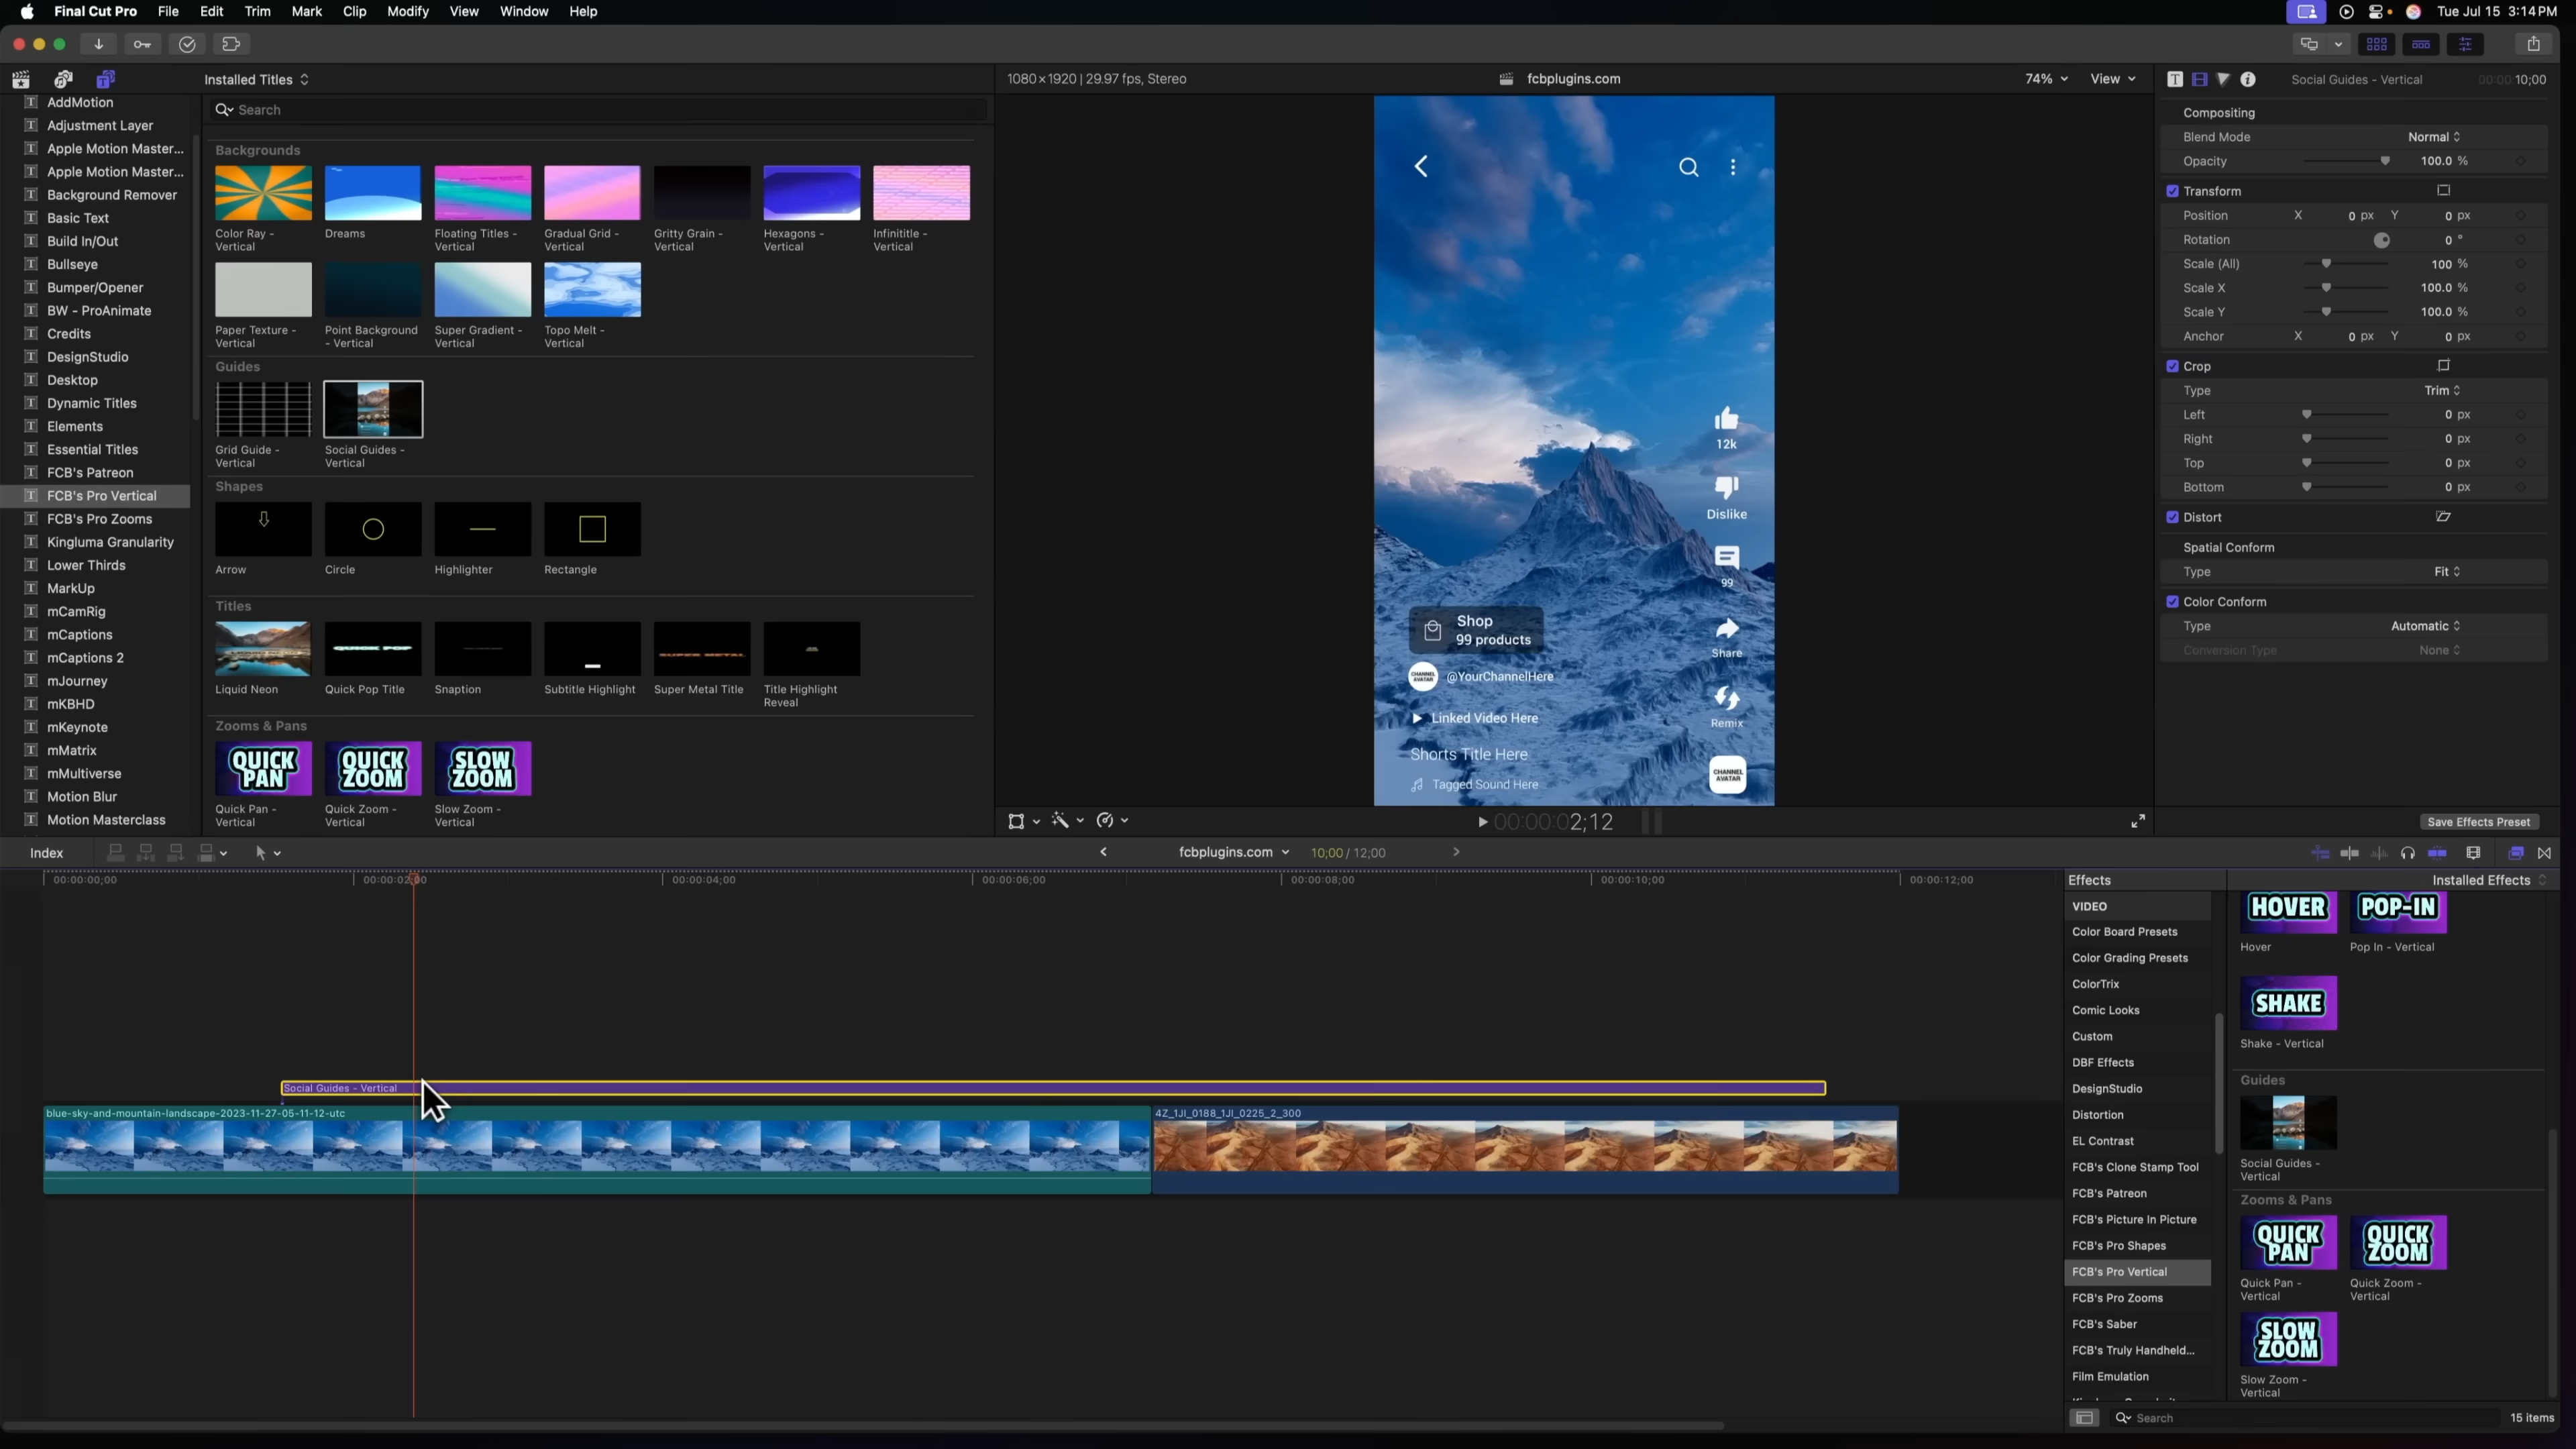 Final Cut Pro File Edit Trim Mark Clip Modify View Window Help
Tue Jul 15 3:14 PM
Installed Titles
1080×1920 | 29.97 fps, Stereo
fcbplugins.com
74%
View
Social Guides - Vertical
00:00:10;00
AddMotion
Adjustment Layer
Apple Motion Master...
Apple Motion Master...
Background Remover
Basic Text
Build In/Out
Bullseye
Bumper/Opener
BW - ProAnimate
Credits
DesignStudio
Desktop
Dynamic Titles
Elements
Essential Titles
FCB's Patreon
FCB's Pro Vertical
FCB's Pro Zooms
Kingluma Granularity
Lower Thirds
MarkUp
mCamRig
mCaptions
mCaptions 2
mJourney
mKBHD
mKeynote
mMatrix
mMultiverse
Motion Blur
Motion Masterclass
Search
Backgrounds
Color Ray -
Vertical
Dreams
Floating Titles -
Vertical
Gradual Grid -
Vertical
Gritty Grain -
Vertical
Hexagons -
Vertical
Infinititle -
Vertical
Paper Texture -
Vertical
Point Background
- Vertical
Super Gradient -
Vertical
Topo Melt -
Vertical
Guides
Grid Guide -
Vertical
Social Guides -
Vertical
Shapes
Arrow
Circle
Highlighter
Rectangle
Titles
QUICK POP
SUPER METAL
Liquid Neon
Quick Pop Title
Snaption
Subtitle Highlight
Super Metal Title
Title Highlight
Reveal
Zooms & Pans
QUICK
PAN
QUICK
ZOOM
SLOW
ZOOM
Quick Pan -
Vertical
Quick Zoom -
Vertical
Slow Zoom -
Vertical
12k
Dislike
99
Share
Remix
Shop
99 products
CHANNEL
AVATAR
@YourChannelHere
Linked Video Here
Shorts Title Here
Tagged Sound Here
CHANNEL
AVATAR
00:00:02;12
Compositing
Blend Mode Normal
Opacity 100.0 %
Transform
Position X 0 px Y 0 px
Rotation 0 °
Scale (All) 100 %
Scale X 100.0 %
Scale Y 100.0 %
Anchor X 0 px Y 0 px
Crop
Type Trim
Left 0 px
Right 0 px
Top 0 px
Bottom 0 px
Distort
Spatial Conform
Type Fit
Color Conform
Type Automatic
Conversion Type None
Save Effects Preset
Index
fcbplugins.com
10;00 / 12;00
00:00:00;00
00:00:02;00
00:00:04;00
00:00:06;00
00:00:08;00
00:00:10;00
00:00:12;00
Social Guides - Vertical
blue-sky-and-mountain-landscape-2023-11-27-05-11-12-utc
4Z_1JI_0188_1JI_0225_2_300
Effects
Installed Effects
VIDEO
Color Board Presets
Color Grading Presets
ColorTrix
Comic Looks
Custom
DBF Effects
DesignStudio
Distortion
EL Contrast
FCB's Clone Stamp Tool
FCB's Patreon
FCB's Picture In Picture
FCB's Pro Shapes
FCB's Pro Vertical
FCB's Pro Zooms
FCB's Saber
FCB's Truly Handheld...
Film Emulation
HOVER
POP-IN
Hover
Pop In - Vertical
SHAKE
Shake - Vertical
Guides
Social Guides -
Vertical
Zooms & Pans
QUICK
PAN
QUICK
ZOOM
Quick Pan -
Vertical
Quick Zoom -
Vertical
SLOW
ZOOM
Slow Zoom -
Vertical
Search
15 items